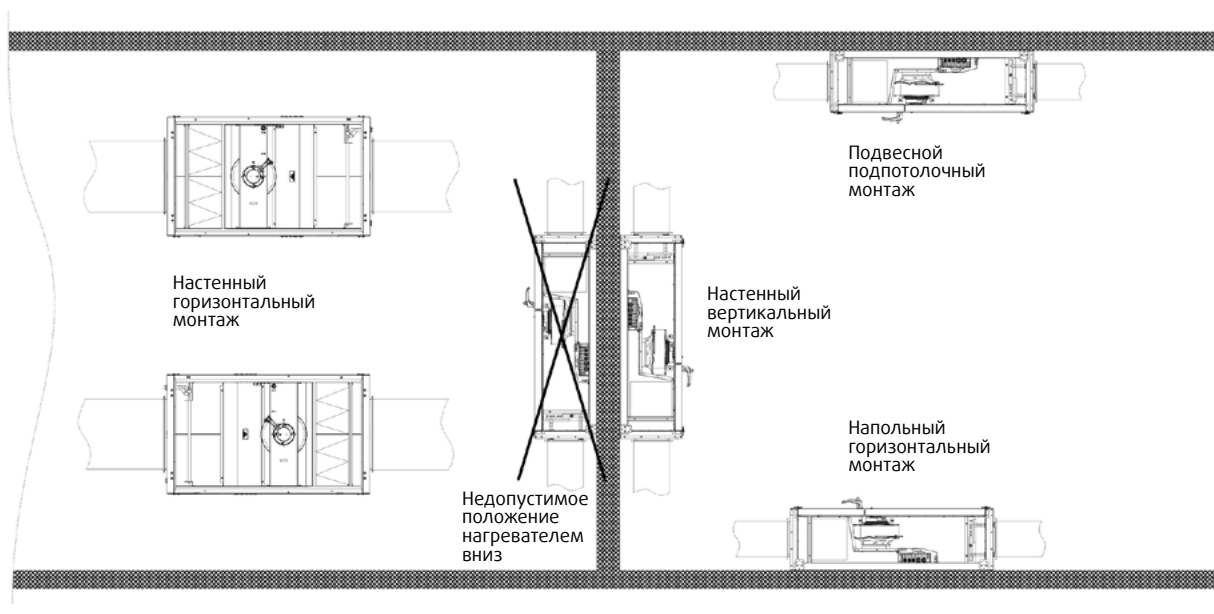 Подвесной
подпотолочный
монтаж
Настенный
горизонтальный
монтаж
Настенный
вертикальный
монтаж
Напольный
горизонтальный
монтаж
Недопустимое
положение
нагревателем
вниз